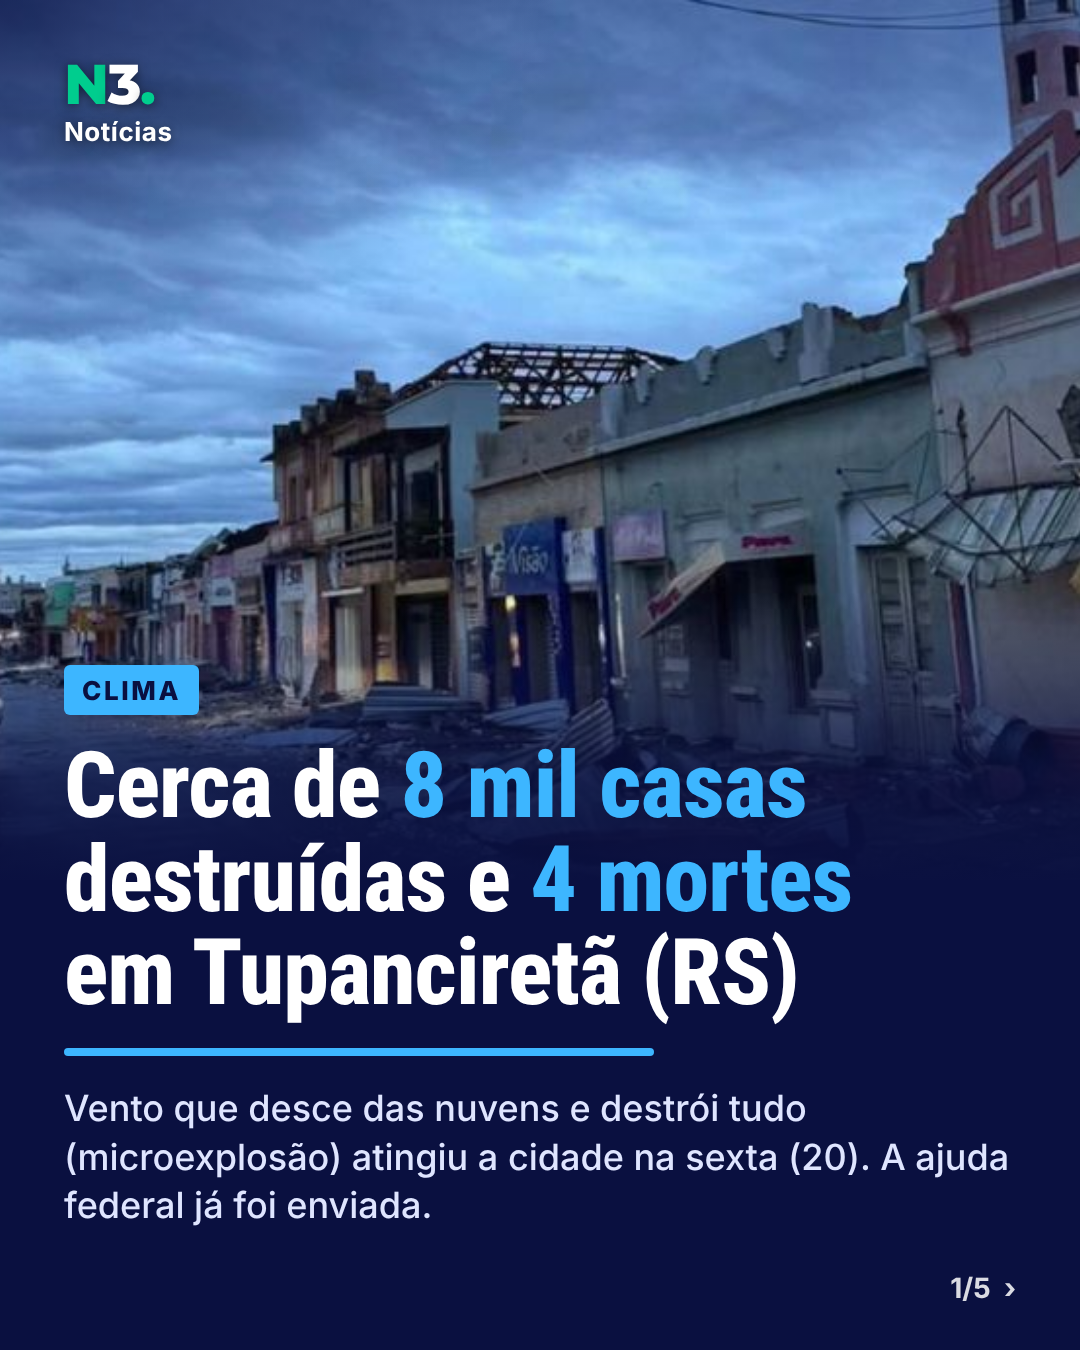 N3.
Notícias
Visão
CLIMA
Cerca de 8 mil casas
destruídas e 4 mortes
em Tupanciretã (RS)
Vento que desce das nuvens e destrói tudo
(microexplosão) atingiu a cidade na sexta (20). A ajuda
federal já foi enviada.
1/5 ›